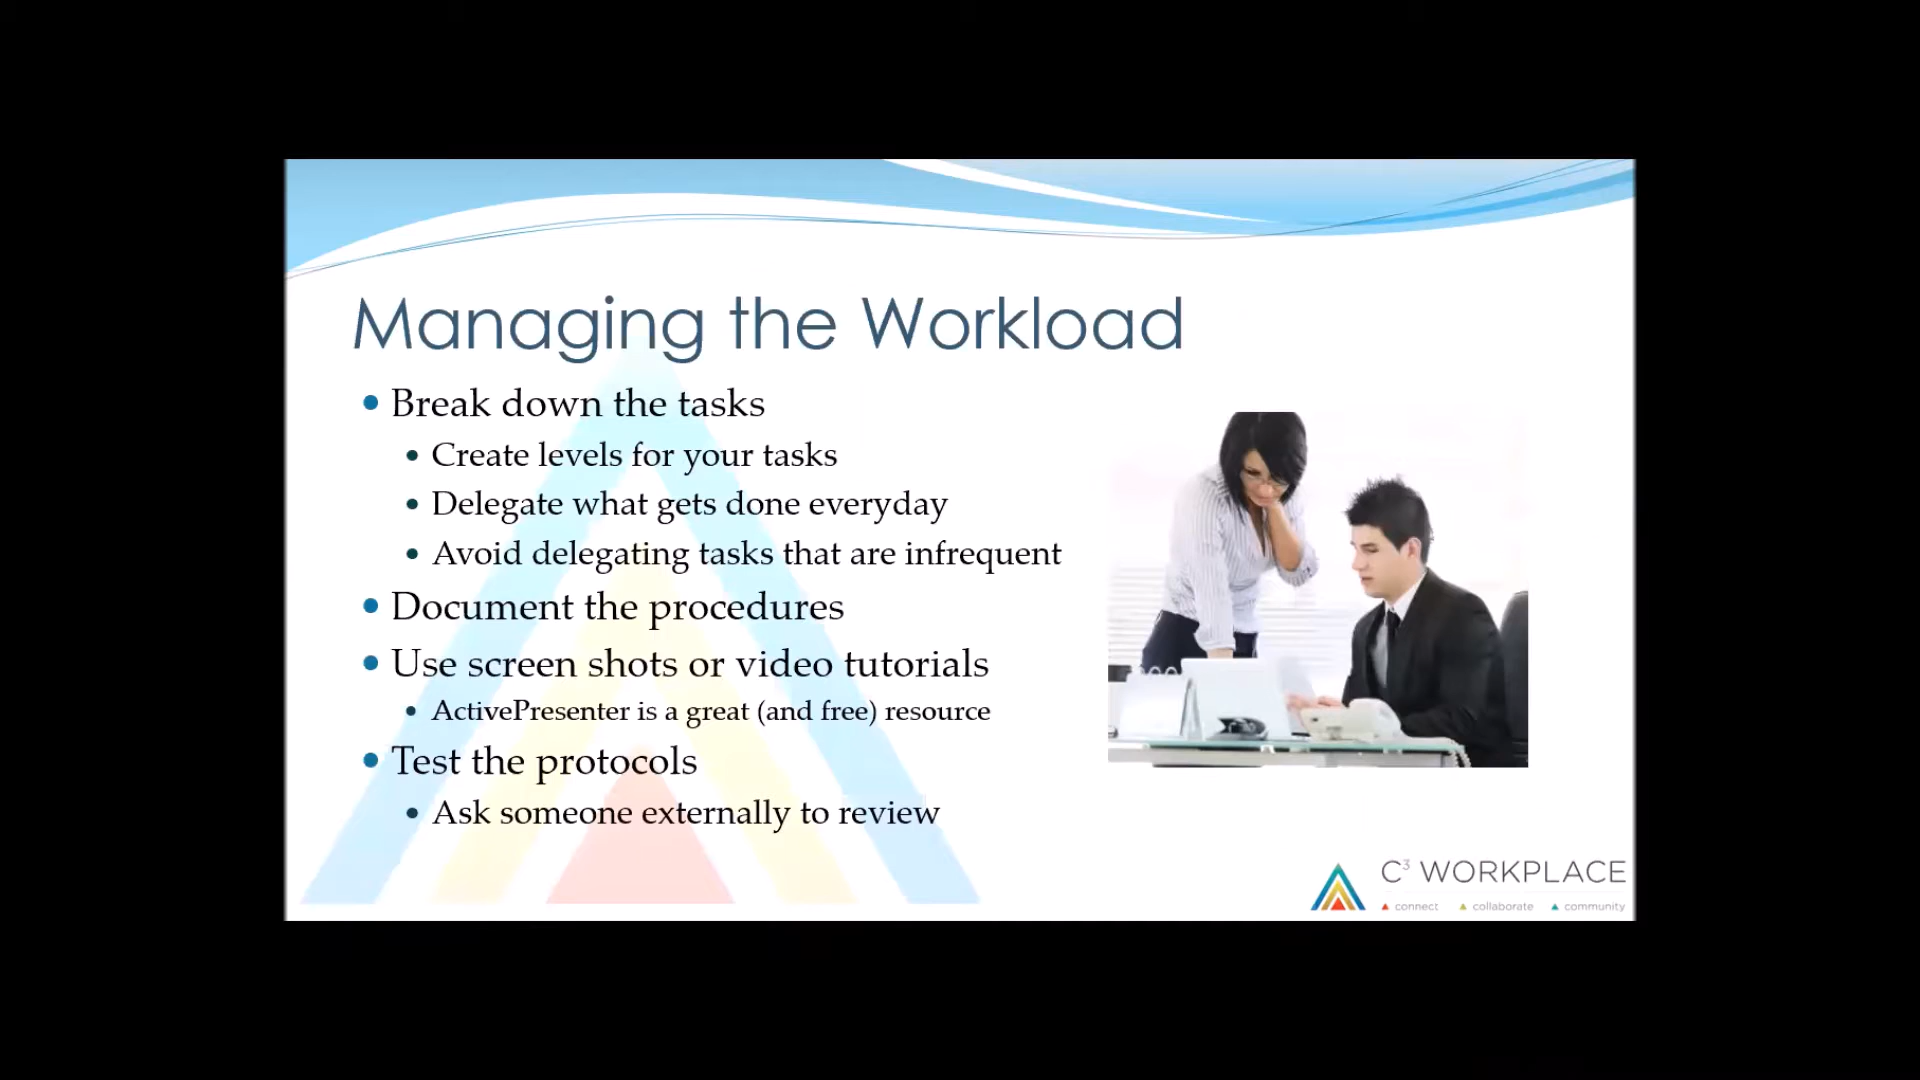 Managing the Workload
Break down the tasks
Create levels for your tasks
Delegate what gets done everyday
Avoid delegating tasks that are infrequent
Document the procedures
Use screen shots or video tutorials
ActivePresenter is a great (and free) resource
Test the protocols
Ask someone externally to review
C³ WORKPLACE
connect collaborate community